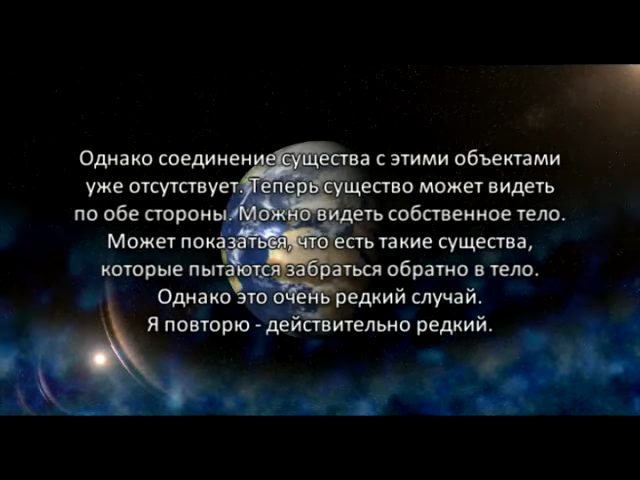 Однако соединение существа с этими объектами
уже отсутствует. Теперь существо может видеть
по обе стороны. Можно видеть собственное тело.
Может показаться, что есть такие существа,
которые пытаются забраться обратно в тело.
Однако это очень редкий случай.
Я повторю - действительно редкий.